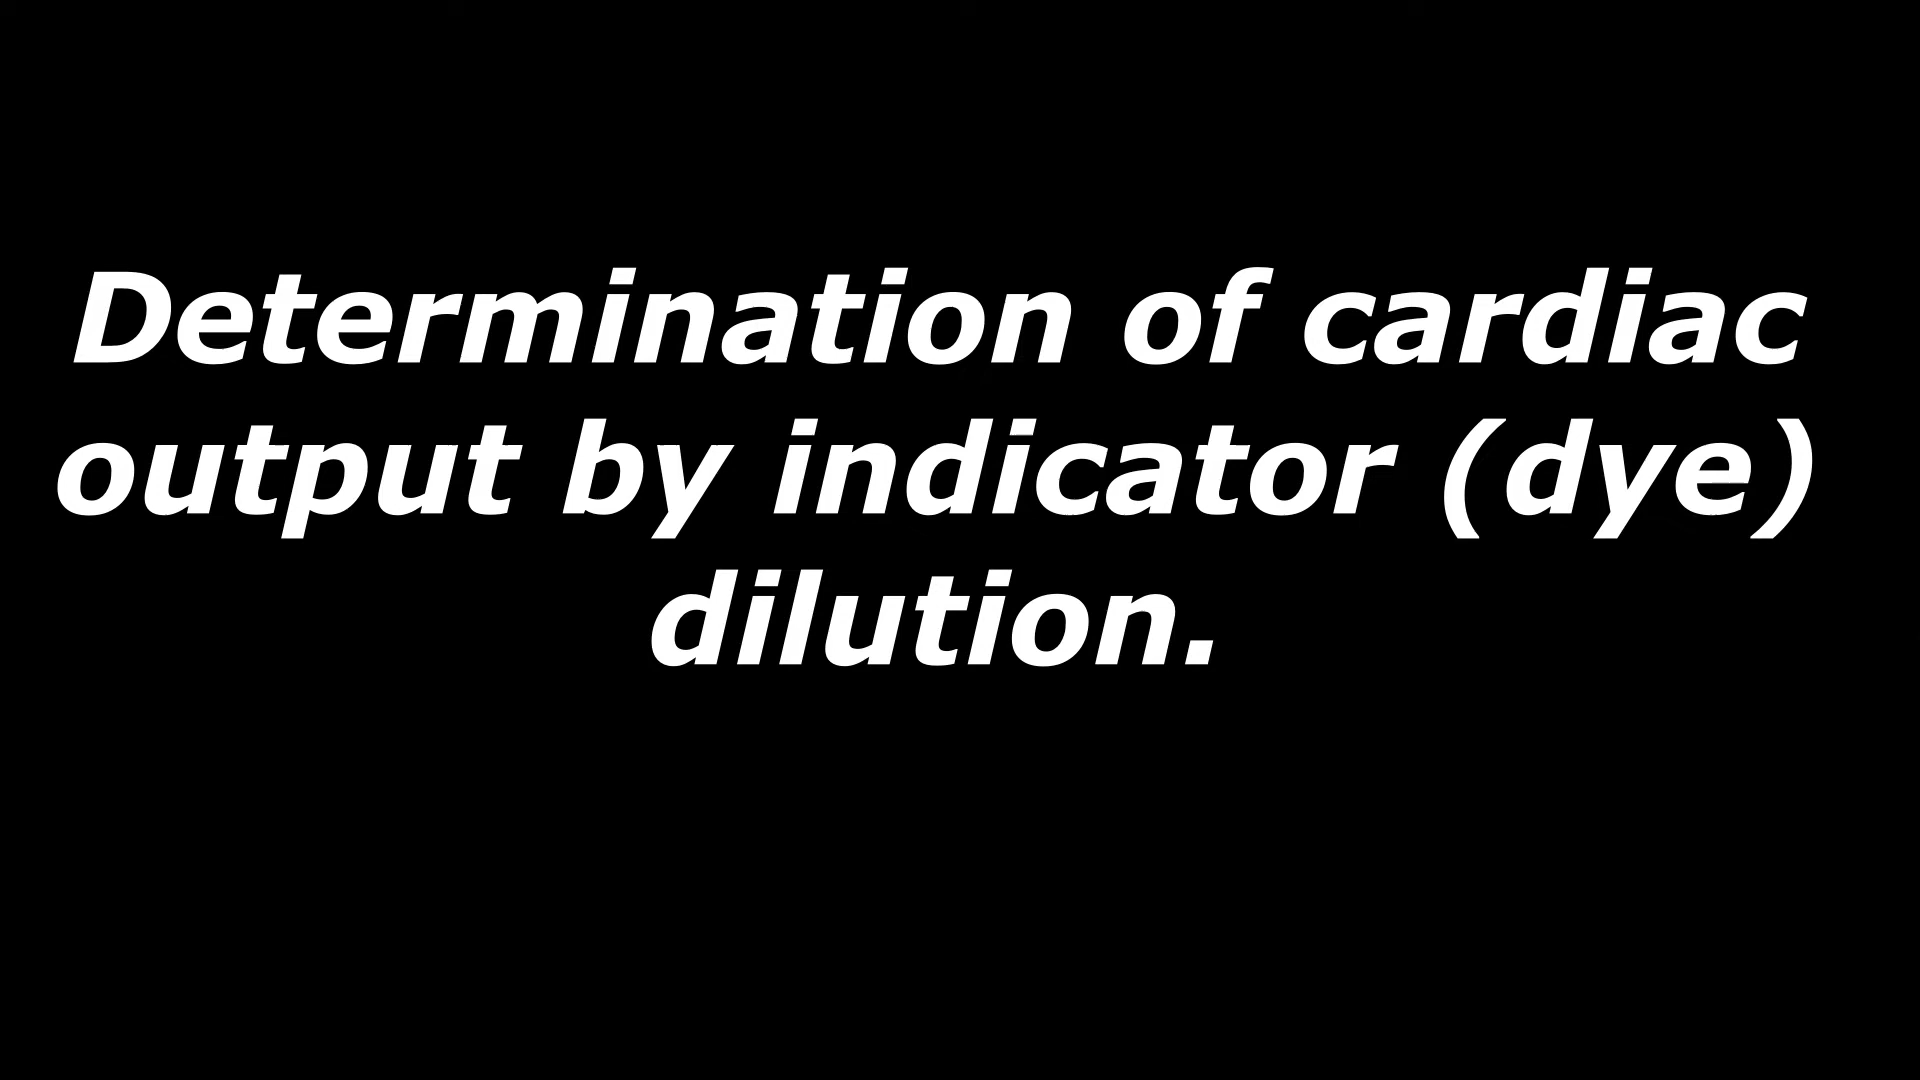 Determination of cardiac
output by indicator (dye)
dilution.